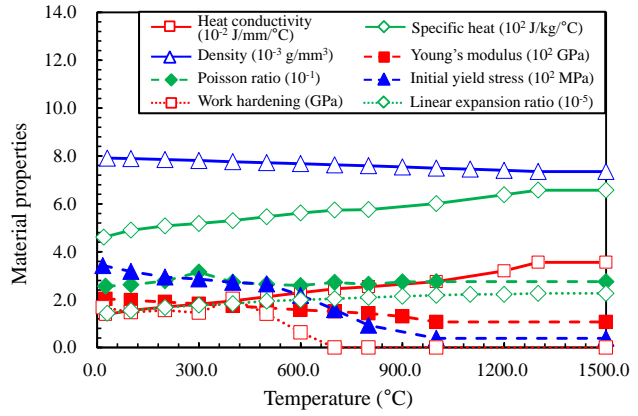 14.0
12.0
10.0
8.0
6.0
4.0
2.0
0.0
Material properties
Heat conductivity
(10⁻² J/mm/°C)
Specific heat (10² J/kg/°C)
Density (10⁻³ g/mm³)
Young's modulus (10² GPa)
Poisson ratio (10⁻¹)
Initial yield stress (10² MPa)
Work hardening (GPa)
Linear expansion ratio (10⁻⁵)
0.0 300.0 600.0 900.0 1200.0 1500.0
Temperature (°C)